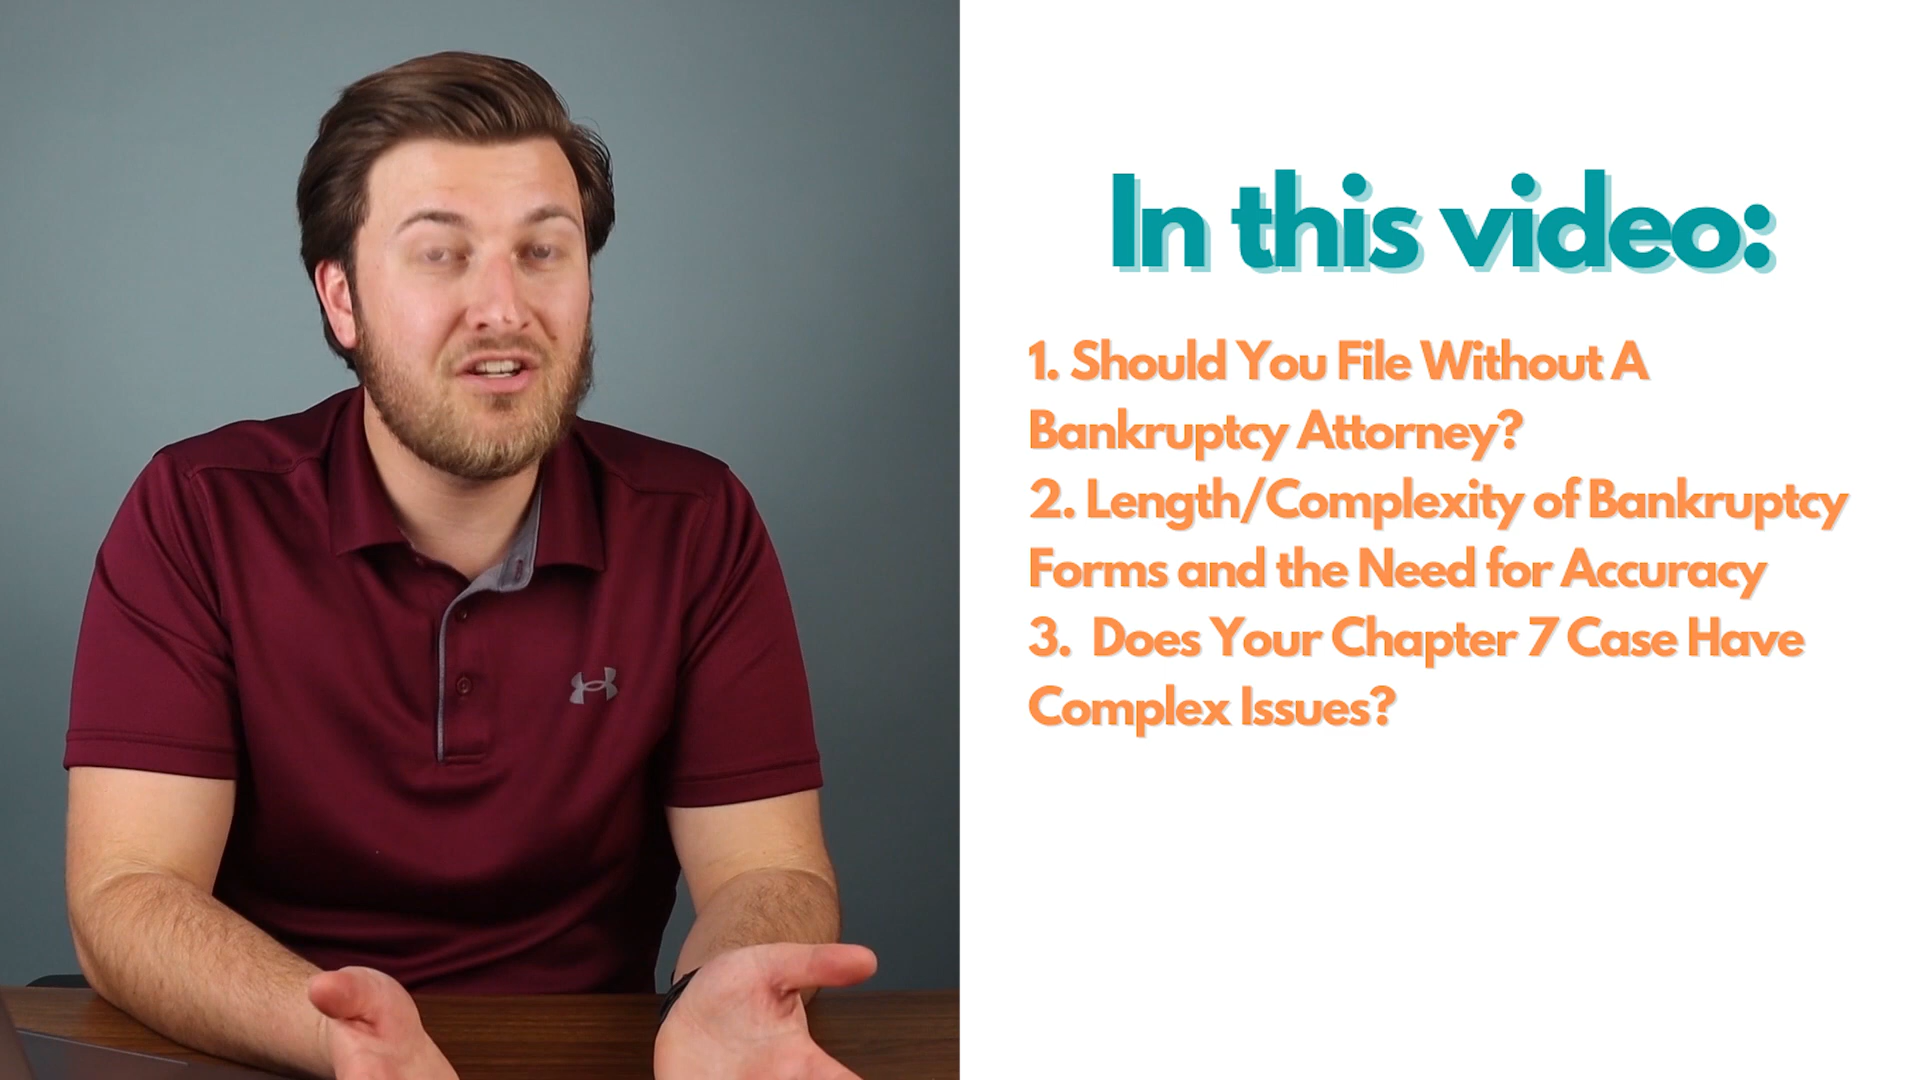 In this video:
1. Should You File Without A
Bankruptcy Attorney?
2. Length/Complexity of Bankruptcy
Forms and the Need for Accuracy
3. Does Your Chapter 7 Case Have
Complex Issues?